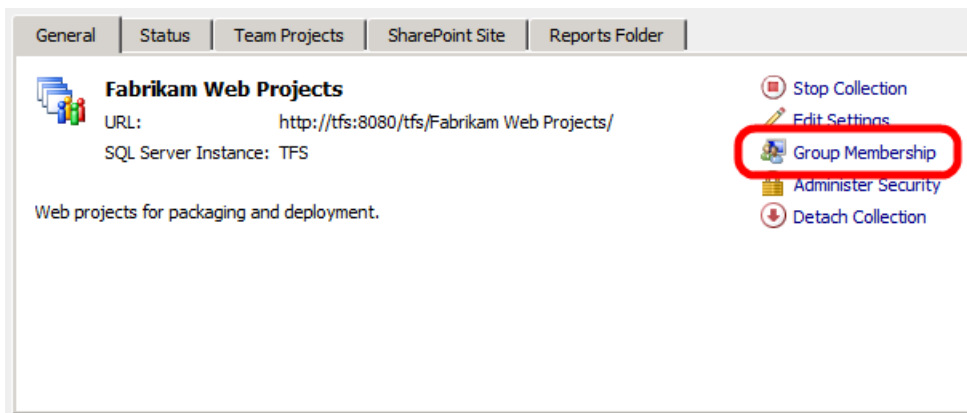 General Status Team Projects SharePoint Site Reports Folder
Fabrikam Web Projects
URL: http://tfs:8080/tfs/Fabrikam Web Projects/
SQL Server Instance: TFS
Web projects for packaging and deployment.
Stop Collection
Edit Settings
Group Membership
Administer Security
Detach Collection